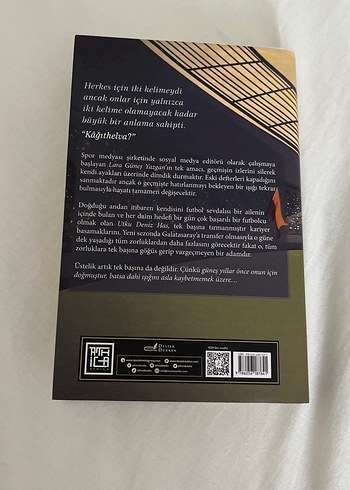 Herkes için iki kelimeydi
ancak onlar için yalnızca
iki kelime olamayacak kadar
büyük bir anlama sahipti.
“Kâğıthelva?”
Spor medyası şirketinde sosyal medya editörü olarak çalışmaya
başlayan Lara Güneş Yazgan'ın tek amacı, geçmişin izlerini silerek
kendi ayakları üzerinde dimdik durmaktır. Eski defterleri kapadığını
sanmaktadır ancak o geçmişte hatırlanmayı bekleyen bir ışığı tekrar
bulmasıyla hayatı tamamen değişecektir.
Doğduğu andan itibaren kendisini futbol sevdalısı bir ailenin
içinde bulan ve her daim hedefi bir gün çok başarılı bir futbolcu
olmak olan Utku Deniz Has, tek başına tırmanmıştır kariyer
basamaklarını. Yeni sezonda Galatasaray'a transfer olmasıyla o güne
dek yaşadığı tüm zorluklardan daha fazlasını görecektir fakat o, tüm
zorluklara tek başına göğüs gerip vazgeçmeyen bir adamdır.
Üstelik artık tek başına da değildir. Çünkü güneş yıllar önce onun için
doğmuştur, batsa dahi ışığını asla kaybetmemek üzere...
DESTEK
DÜKKAN